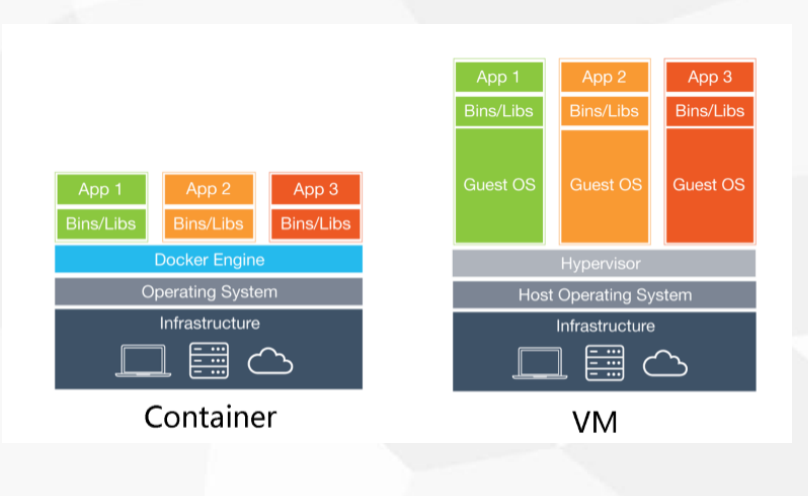 App 1
App 2
App 3
Bins/Libs
Bins/Libs
Bins/Libs
Docker Engine
Operating System
Infrastructure
Container
App 1
App 2
App 3
Bins/Libs
Bins/Libs
Bins/Libs
Guest OS
Guest OS
Guest OS
Hypervisor
Host Operating System
Infrastructure
VM